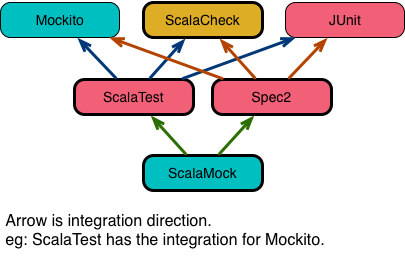 Mockito
ScalaCheck
JUnit
ScalaTest
Spec2
ScalaMock
Arrow is integration direction.
eg: ScalaTest has the integration for Mockito.